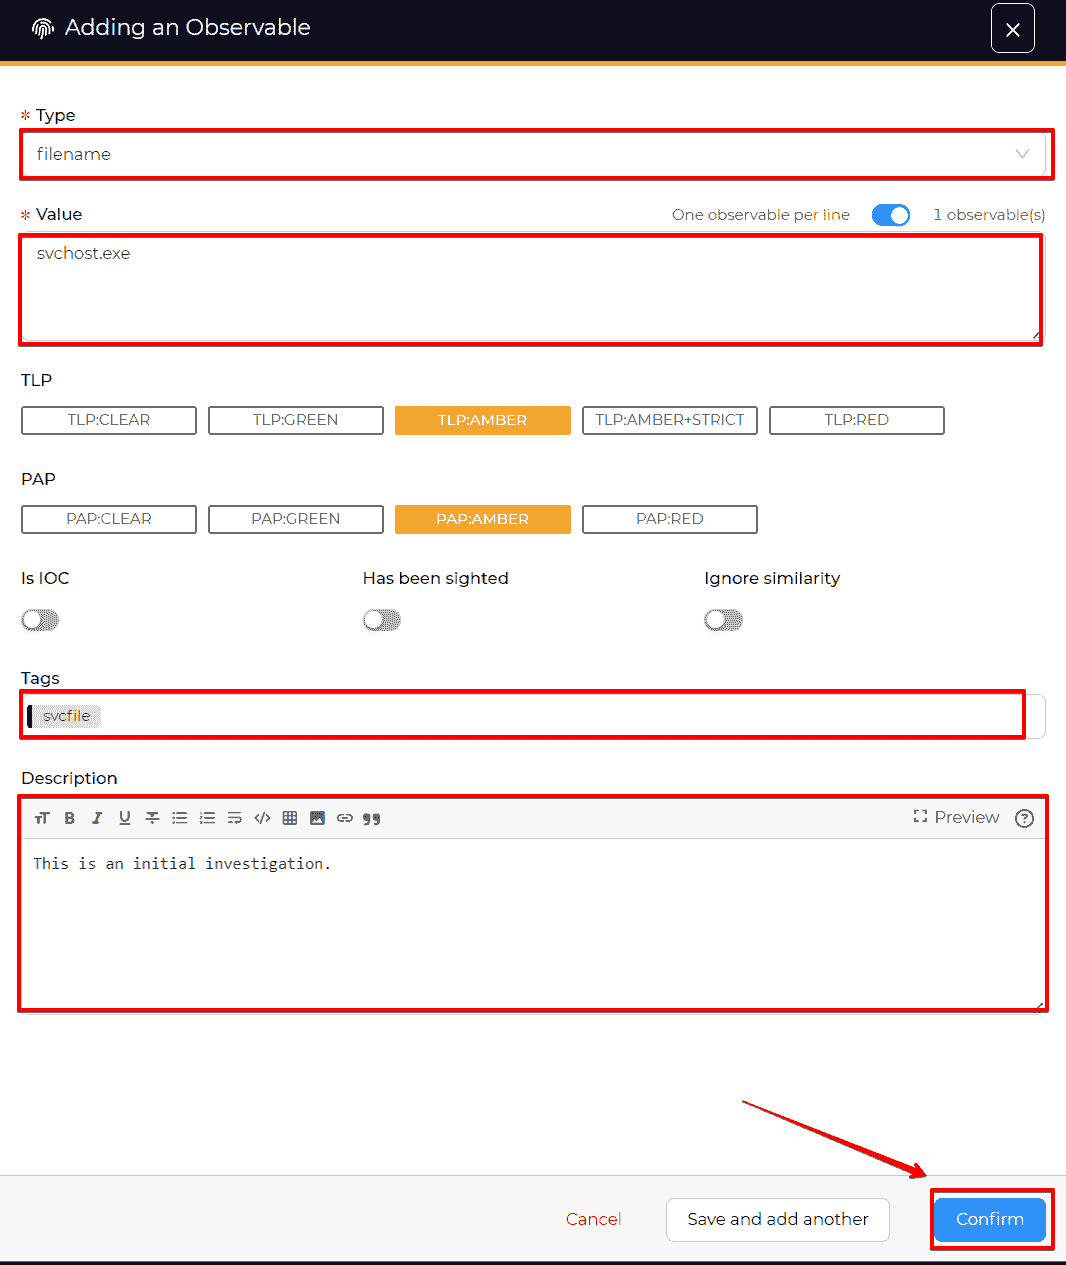 Adding an Observable
* Type
filename
* Value
One observable per line
1 observable(s)
svchost.exe
TLP
TLP:CLEAR
TLP:GREEN
TLP:AMBER
TLP:AMBER+STRICT
TLP:RED
PAP
PAP:CLEAR
PAP:GREEN
PAP:AMBER
PAP:RED
Is IOC
Has been sighted
Ignore similarity
Tags
svcfile
Description
Preview
This is an initial investigation.
Cancel
Save and add another
Confirm